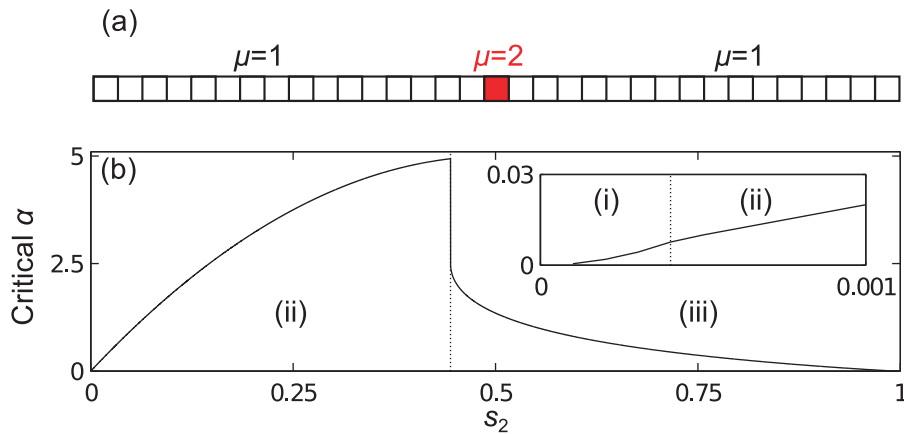 (a)
μ=1 μ=2 μ=1
(b)
Critical α
5
2.5
0
0.03
0
(i) (ii)
0 0.001
(ii) (iii)
0 0.25 0.5 0.75 1
s₂